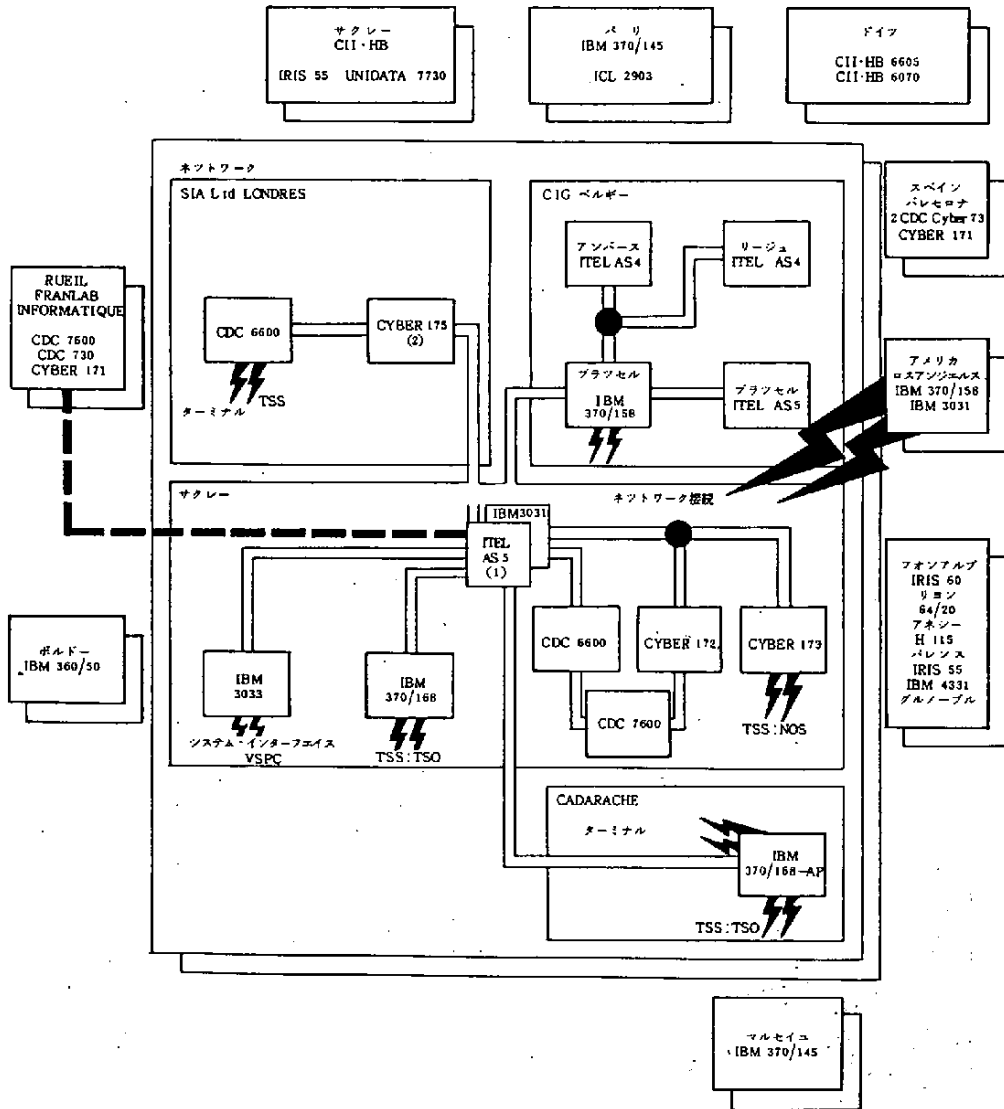 サクレー
CII・HB
IRIS 55 UNIDATA 7730
パリ
IBM 370/145
ICL 2903
ドイツ
CII・HB 6605
CII・HB 6070
ネットワーク
SIA Ltd LONDRES
CDC 6600
CYBER 175
(2)
TSS
ターミナル
CIG ベルギー
アンバース
ITEL AS4
リージュ
ITEL AS4
ブラッセル
IBM
370/158
ブラッセル
ITEL AS5
スペイン
バレセロナ
2 CDC Cyber 73
CYBER 171
RUEIL
FRANLAB
INFORMATIQUE
CDC 7600
CDC 730
CYBER 171
アメリカ
ロスアンジェルス
IBM 370/158
IBM 3031
サクレー
ネットワーク接続
IBM3031
ITEL
AS5
(1)
CDC 6600
CYBER 172
CYBER 173
CDC 7600
TSS:NOS
IBM
3033
IBM
370/168
システム・インターフェイス
VSPC
TSS:TSO
フォンアルプ
IRIS 60
リヨン
64/20
アネシー
H 115
バレンス
IRIS 55
IBM 4331
グルノーブル
ボルドー
IBM 360/50
CADARACHE
ターミナル
IBM
370/168-AP
TSS:TSO
マルセイユ
IBM 370/145